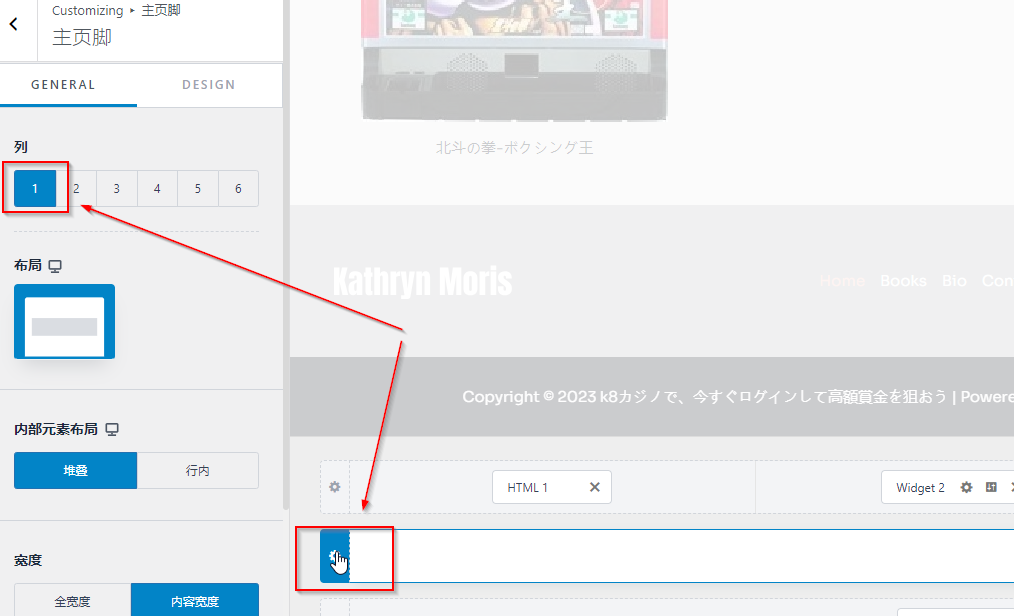 Customizing ▸ 主页脚
主页脚
GENERAL
DESIGN
列
1
2
3
4
5
6
布局
内部元素布局
堆叠
行内
宽度
全宽度
内容宽度
北斗の拳-ボクシング王
Kathryn Moris
Home
Books
Bio
Con
Copyright © 2023 k8カジノで、今すぐログインして高額賞金を狙おう | Powere
HTML 1
Widget 2